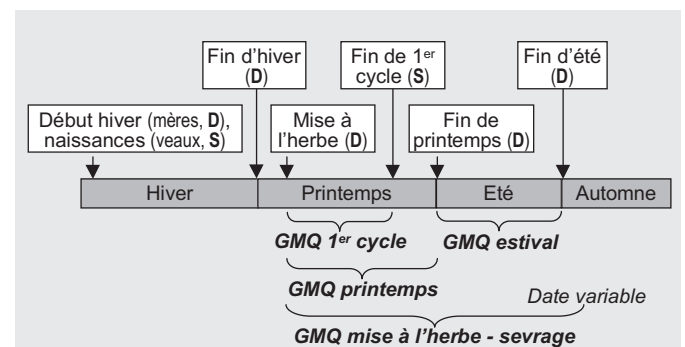 Fin d'hiver
(D)
Fin de 1er
cycle (S)
Fin d'été
(D)
Début hiver (mères, D),
naissances (veaux, S)
Mise à
l'herbe (D)
Fin de
printemps (D)
Hiver
Printemps
Eté
Automne
GMQ 1er cycle
GMQ estival
GMQ printemps
Date variable
GMQ mise à l'herbe - sevrage